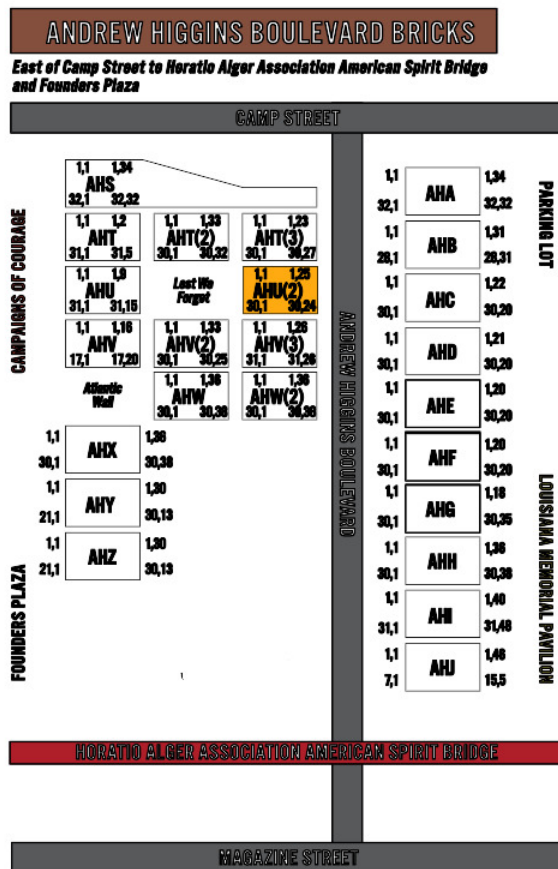 ANDREW HIGGINS BOULEVARD BRICKS
East of Camp Street to Horatio Alger Association American Spirit Bridge
and Founders Plaza
CAMP STREET
1,1 1,34
AHS
32,1 32,32
1,1 1,2
AHT
31,1 31,5
1,1 1,33
AHT(2)
30,1 30,32
1,1 1,23
AHT(3)
30,1 30,27
1,1 1,9
AHU
31,1 31,15
Lest We
Forget
1,1 1,25
AHU(2)
30,1 30,24
1,1 1,16
AHV
17,1 17,20
1,1 1,33
AHV(2)
30,1 30,25
1,1 1,26
AHV(3)
31,1 31,26
Atlantic
Wall
1,1 1,36
AHW
30,1 30,38
1,1 1,36
AHW(2)
30,1 30,38
1,1 1,36
AHX
30,1 30,38
1,1 1,30
AHY
21,1 30,13
1,1 1,30
AHZ
21,1 30,13
CAMPAIGNS OF COURAGE
FOUNDERS PLAZA
ANDREW HIGGINS BOULEVARD
1,1 1,34
AHA
32,1 32,32
1,1 1,31
AHB
28,1 28,31
1,1 1,22
AHC
30,1 30,20
1,1 1,21
AHD
30,1 30,20
1,1 1,20
AHE
30,1 30,20
1,1 1,20
AHF
30,1 30,20
1,1 1,18
AHG
30,1 30,35
1,1 1,36
AHH
30,1 30,38
1,1 1,40
AHI
31,1 31,48
1,1 1,46
AHJ
7,1 15,5
PARKING LOT
LOUISIANA MEMORIAL PAVILION
HORATIO ALGER ASSOCIATION AMERICAN SPIRIT BRIDGE
MAGAZINE STREET